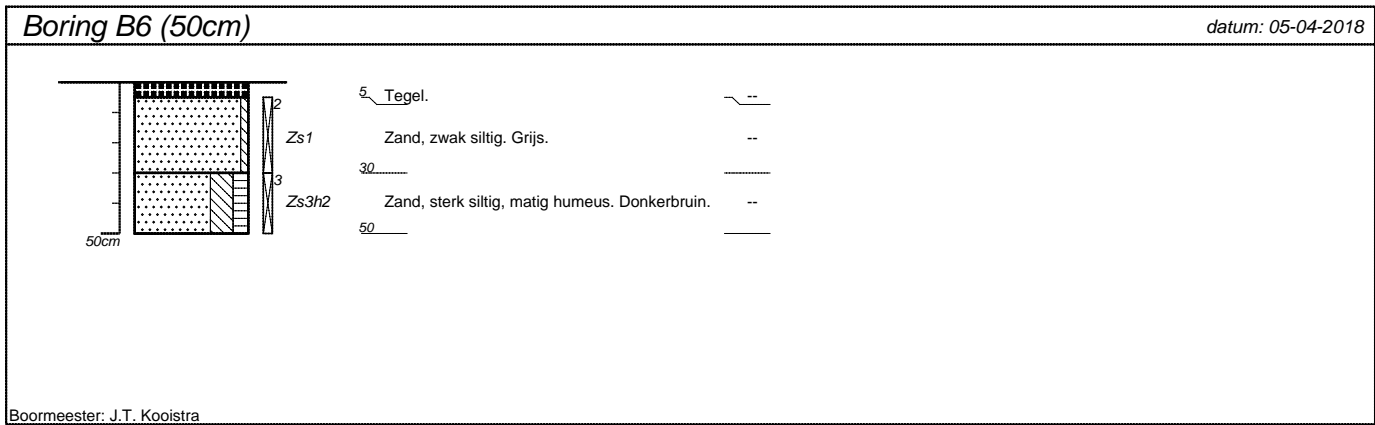 Boring B6 (50cm) datum: 05-04-2018
5 Tegel. --
2
Zs1 Zand, zwak siltig. Grijs. --
30
3
Zs3h2 Zand, sterk siltig, matig humeus. Donkerbruin. --
50
50cm
Boormeester: J.T. Kooistra